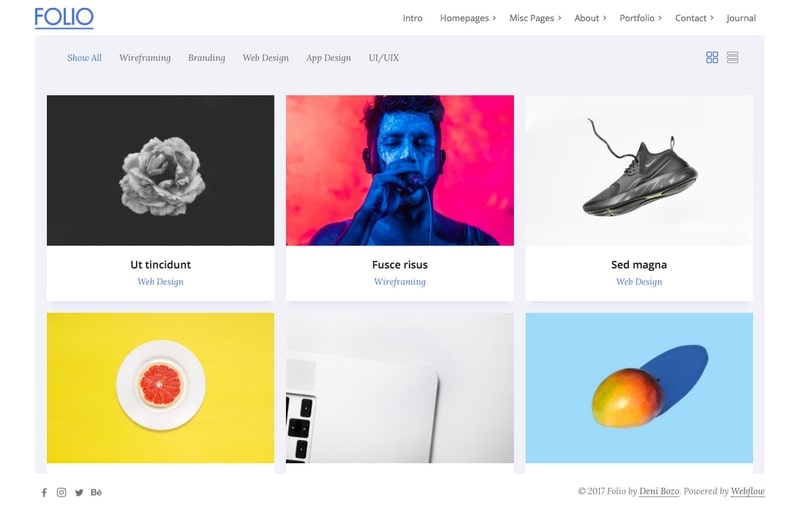 FOLIO
Intro Homepages Misc Pages About Portfolio Contact Journal
Show All Wireframing Branding Web Design App Design UI/UIX
Ut tincidunt
Web Design
Fusce risus
Wireframing
Sed magna
Web Design
Bē
© 2017 Folio by Deni Bozo. Powered by Webflow